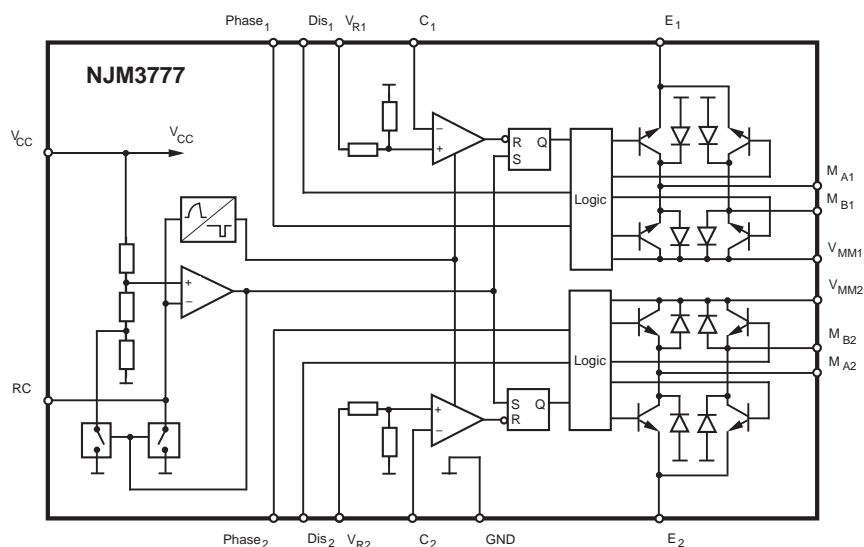 Phase1 Dis1 VR1 C1 E1
NJM3777
VCC
VCC
− +
R S Q
Logic
MA1
MB1
VMM1
VMM2
+ −
MB2
MA2
Logic
RC
+ −
S R Q
Phase2 Dis2 VR2 C2 GND E2